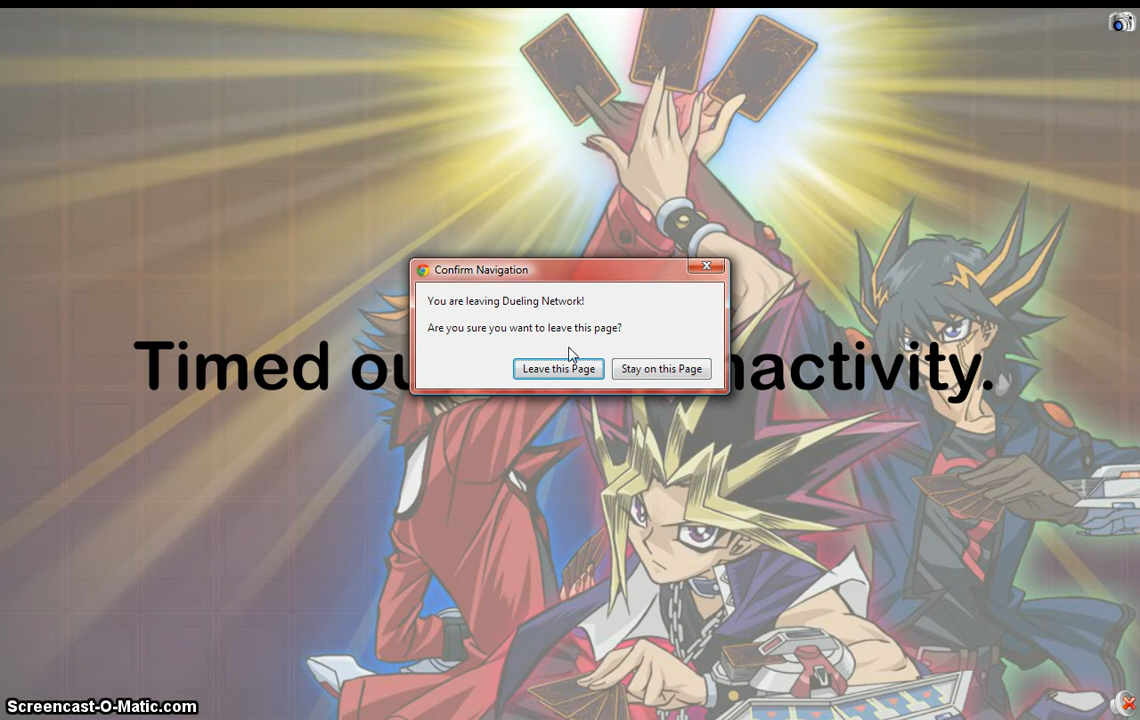 Confirm Navigation
You are leaving Dueling Network!
Are you sure you want to leave this page?
Timed ou nactivity.
Leave this Page Stay on this Page
Screencast-O-Matic.com